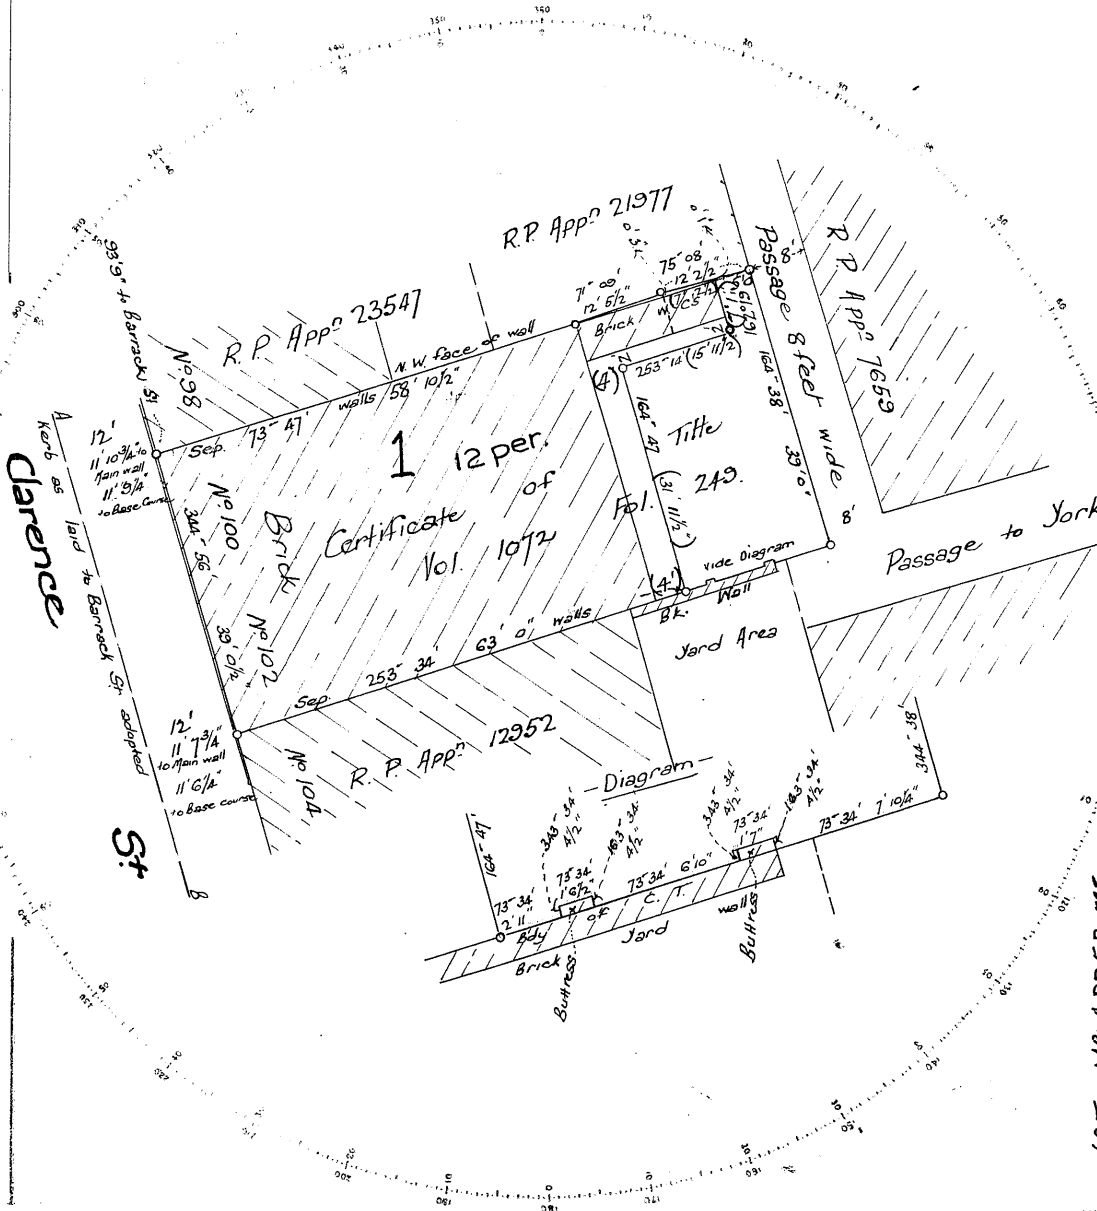 R.P. Appn 21977
R.P. Appn 23547
R.P. Appn 7659
Passage 8 feet wide
8'
75° 08'
12' 2½"
71° 09'
12' 5½"
Brick
W.C.s
253° 14' (15' 11½")
N.W. face of wall
walls 58' 10½"
73° 47'
Sep.
93' 9" to Barrack St
No. 98
12'
11' 10¾" to
Main wall
11' 9¼"
to Base Course
A
Kerb as laid to Barrack St. adopted
B
Clarence St
344° 56'
39' 0½"
No. 100
No. 102
Brick
1
12 per.
Certificate of Title
Vol. 1072 Fol. 249.
(4')
164° 47'
(31' 11½")
164° 38'
39' 0"
8'
vide Diagram
(4')
Bk. Wall
Passage to York
Yard Area
Sep. 253° 34' 63' 0" walls
12'
11' 7¾"
to Main wall
11' 6¼"
to Base course
No. 104
R. P. Appn 12952
Diagram
164° 47'
343° 34'
4½"
163° 34'
4½"
343° 34'
4½"
163° 34'
4½"
344° 38'
73° 34'
2' 11"
73° 34'
1' 6½"
73° 34' 6' 10"
73° 34'
1' 7"
73° 34' 7' 10¼"
Bdy of C. T.
Brick Yard wall
Buttress
Buttress